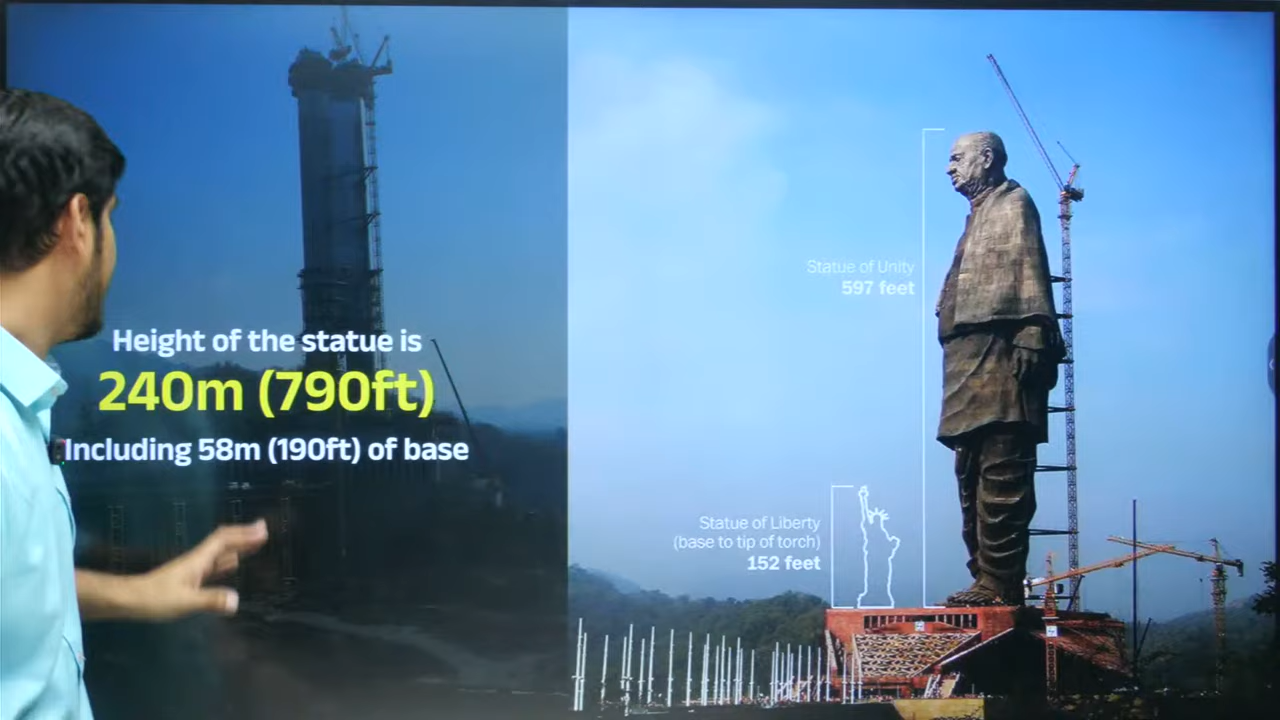 Height of the statue is
240m (790ft)
Including 58m (190ft) of base
Statue of Unity
597 feet
Statue of Liberty
(base to tip of torch)
152 feet